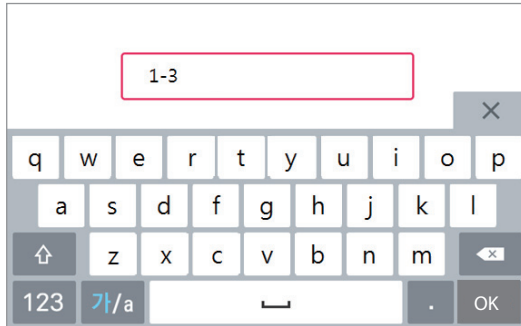 1-3
q w e r t y u i o p
a s d f g h j k l
z x c v b n m
123 가/a . OK